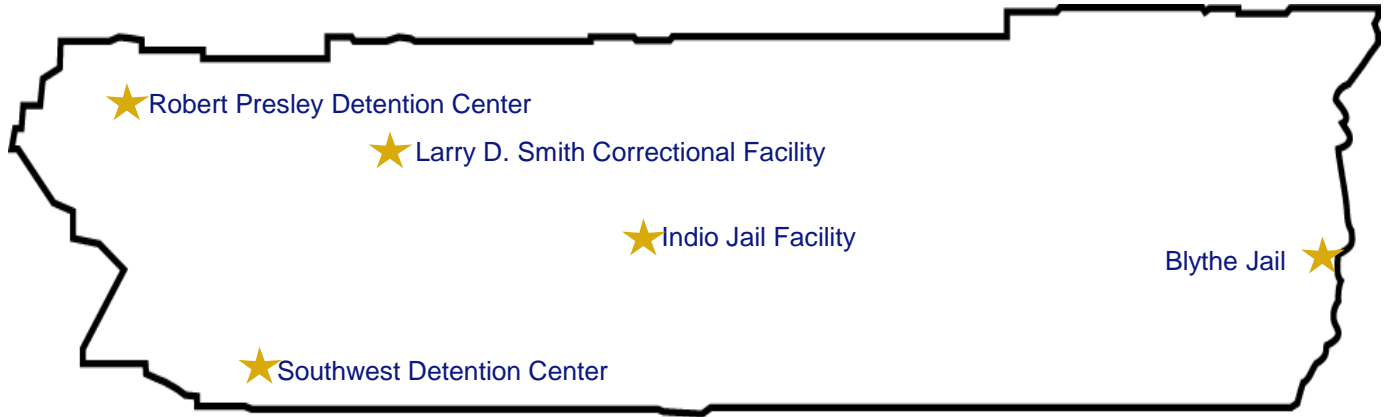 Robert Presley Detention Center
Larry D. Smith Correctional Facility
Indio Jail Facility
Blythe Jail
Southwest Detention Center